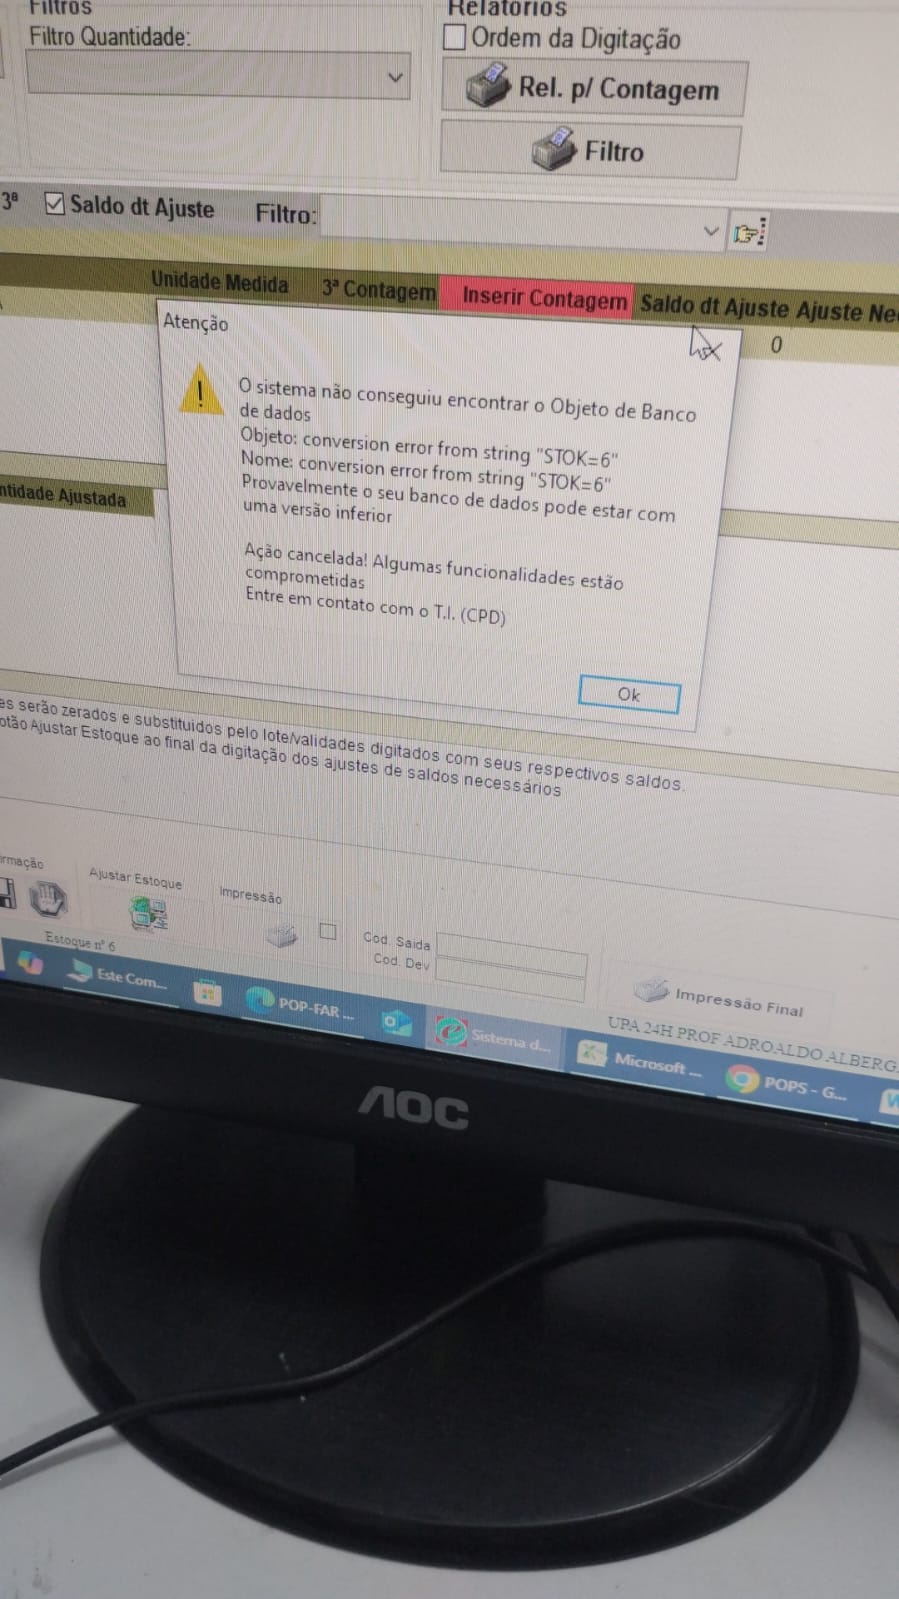 Filtros
Relatorios
Filtro Quantidade:
Ordem da Digitação
Rel. p/ Contagem
Filtro
3ª
Saldo dt Ajuste
Filtro:
Unidade Medida
3ª Contagem
Inserir Contagem
Saldo dt Ajuste
Ajuste
0
Atenção
O sistema não conseguiu encontrar o Objeto de Banco
de dados
Objeto: conversion error from string "STOK=6"
Nome: conversion error from string "STOK=6"
Provavelmente o seu banco de dados pode estar com
uma versão inferior
Ação cancelada! Algumas funcionalidades estão
comprometidas
Entre em contato com o T.I. (CPD)
Ok
ntidade Ajustada
es serão zerados e substituidos pelo lote/validades digitados com seus respectivos saldos.
otão Ajustar Estoque ao final da digitação dos ajustes de saldos necessários
Ajustar Estoque
Impressão
Cod. Saida
Cod. Dev
Impressão Final
Estoque nº 6
UPA 24H PROF ADROALDO ALBERG
Este Com...
POP-FAR ...
Sistema d...
Microsoft ...
POPS - G...
AOC